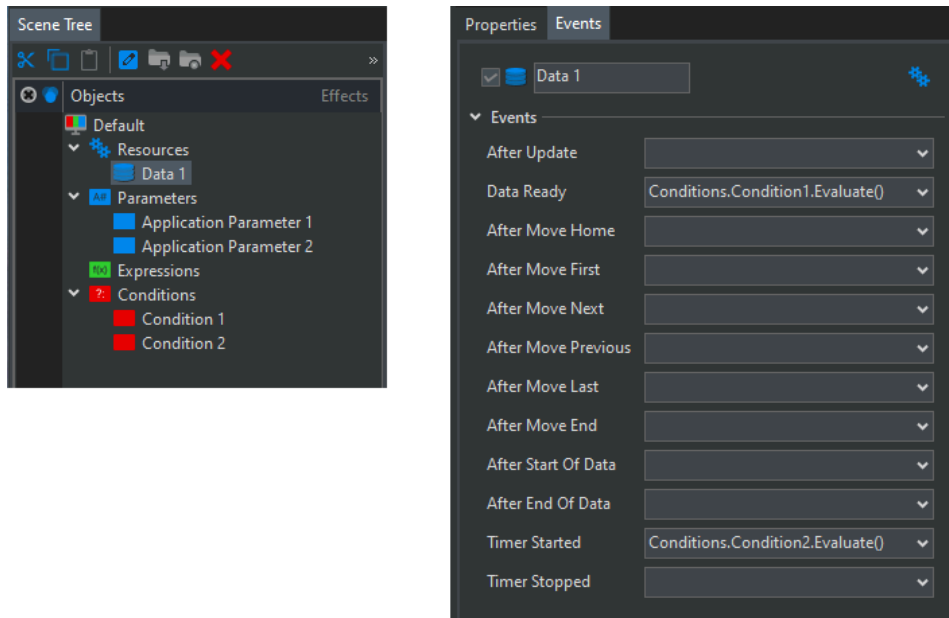 Scene Tree
»
Objects Effects
Default
Resources
Data 1
A# Parameters
Application Parameter 1
Application Parameter 2
f(x) Expressions
?: Conditions
Condition 1
Condition 2
Properties Events
Data 1
Events
After Update
Data Ready Conditions.Condition1.Evaluate()
After Move Home
After Move First
After Move Next
After Move Previous
After Move Last
After Move End
After Start Of Data
After End Of Data
Timer Started Conditions.Condition2.Evaluate()
Timer Stopped